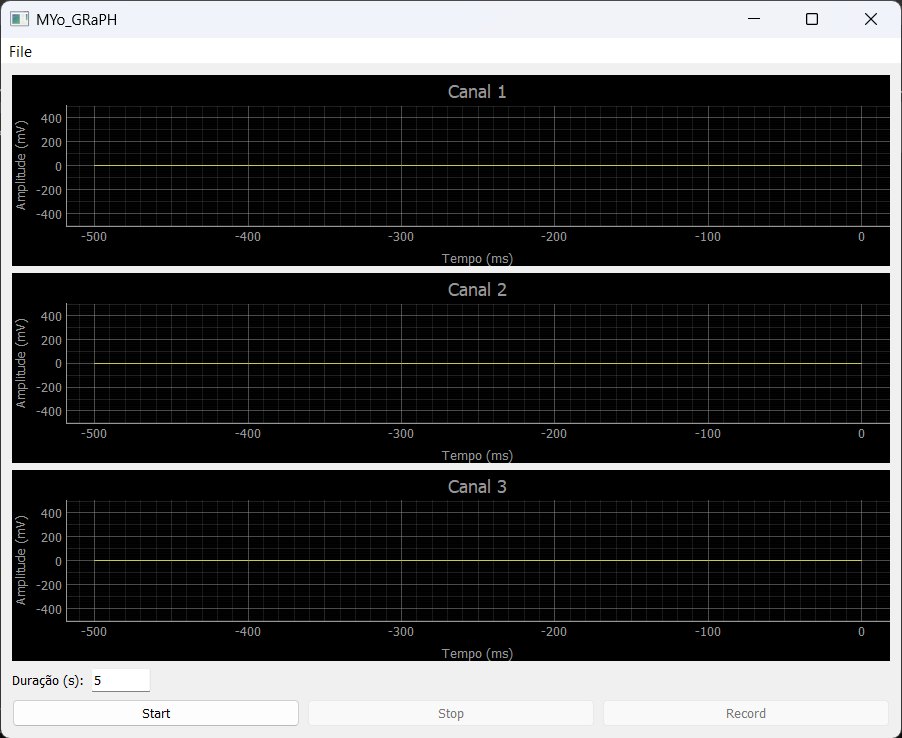 MYo_GRaPH
File
Canal 1
Amplitude (mV)
400
200
0
-200
-400
-500 -400 -300 -200 -100 0
Tempo (ms)
Canal 2
Amplitude (mV)
400
200
0
-200
-400
-500 -400 -300 -200 -100 0
Tempo (ms)
Canal 3
Amplitude (mV)
400
200
0
-200
-400
-500 -400 -300 -200 -100 0
Tempo (ms)
Duração (s): 5
Start Stop Record